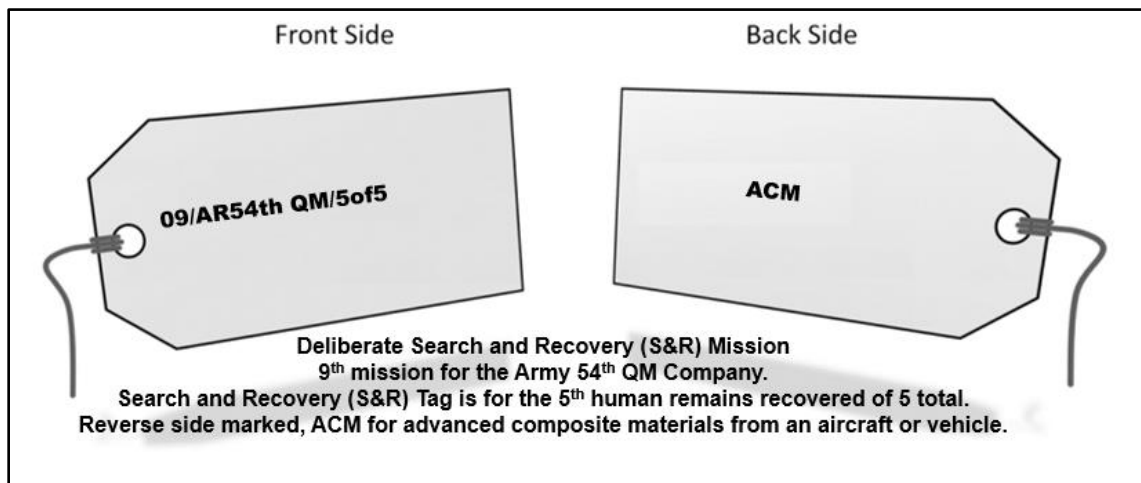 Front Side
Back Side
09/AR54th QM/5of5
ACM
Deliberate Search and Recovery (S&R) Mission
9th mission for the Army 54th QM Company.
Search and Recovery (S&R) Tag is for the 5th human remains recovered of 5 total.
Reverse side marked, ACM for advanced composite materials from an aircraft or vehicle.